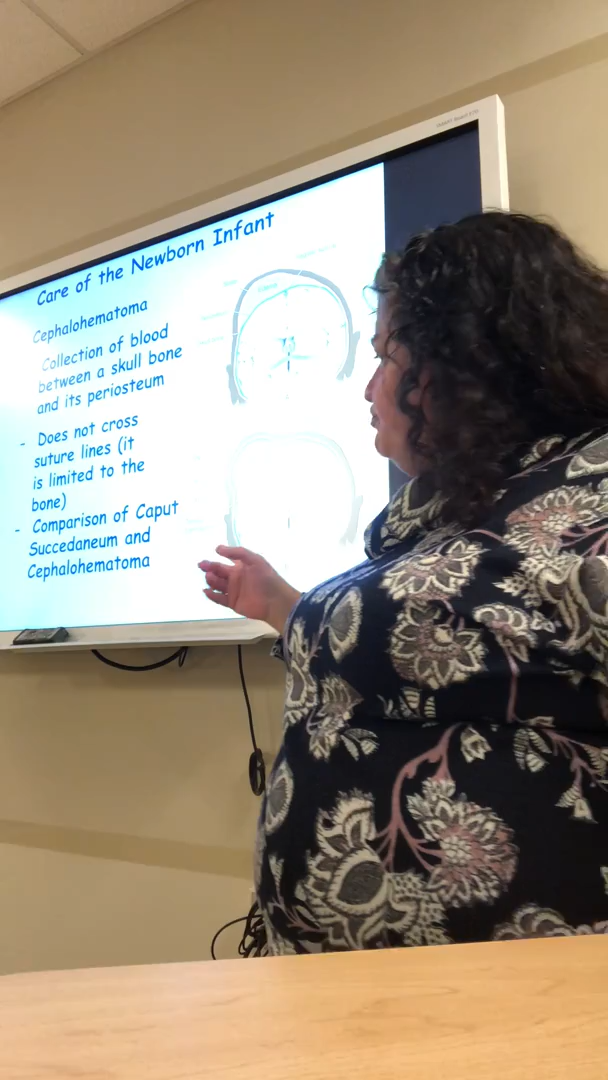 Care of the Newborn Infant
Cephalohematoma
Collection of blood
between a skull bone
and its periosteum
- Does not cross
suture lines (it
is limited to the
bone)
- Comparison of Caput
Succedaneum and
Cephalohematoma